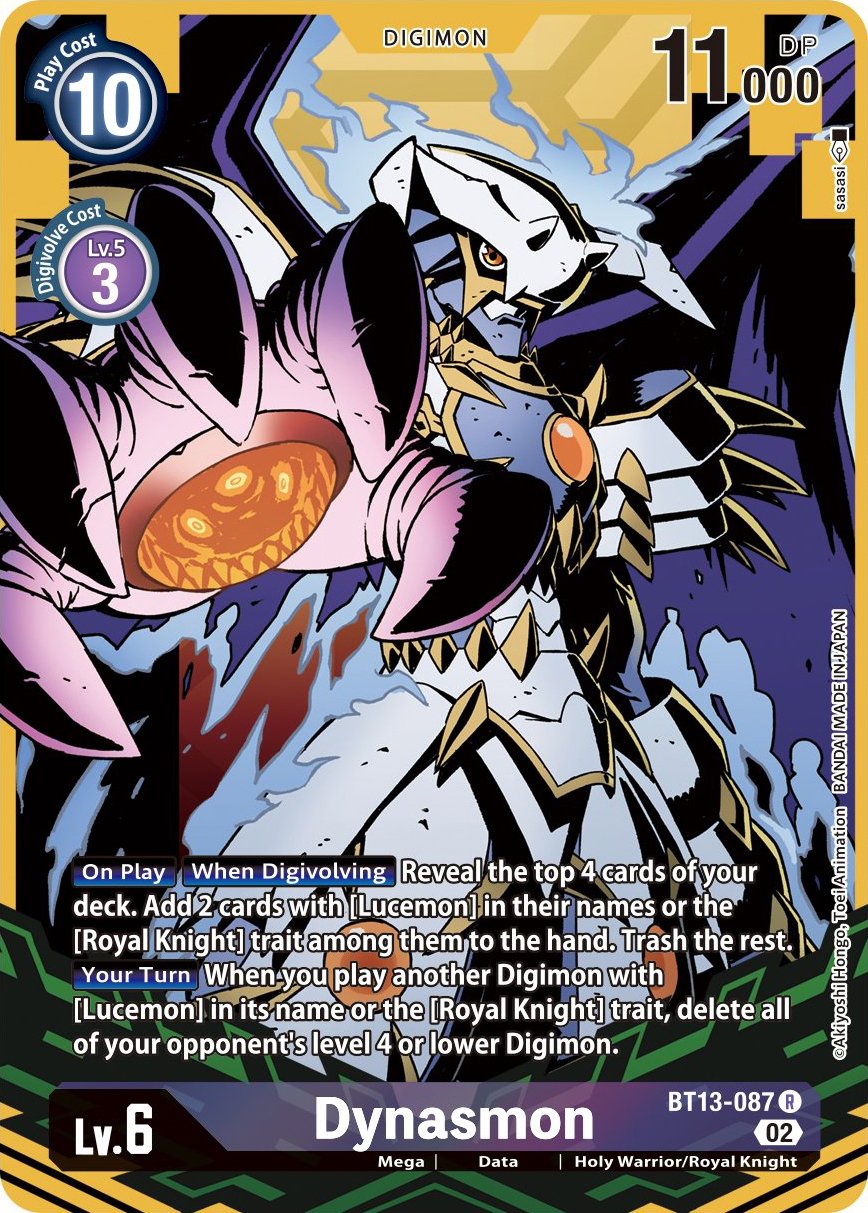 DIGIMON
Play Cost
10
DP
11000
sasasi
Digivolve Cost
Lv.5
3
©Akiyoshi Hongo, Toei Animation BANDAI MADE IN JAPAN
On Play When Digivolving Reveal the top 4 cards of your
deck. Add 2 cards with [Lucemon] in their names or the
[Royal Knight] trait among them to the hand. Trash the rest.
Your Turn When you play another Digimon with
[Lucemon] in its name or the [Royal Knight] trait, delete all
of your opponent's level 4 or lower Digimon.
Lv.6
Dynasmon
BT13-087 R
02
Mega | Data | Holy Warrior/Royal Knight